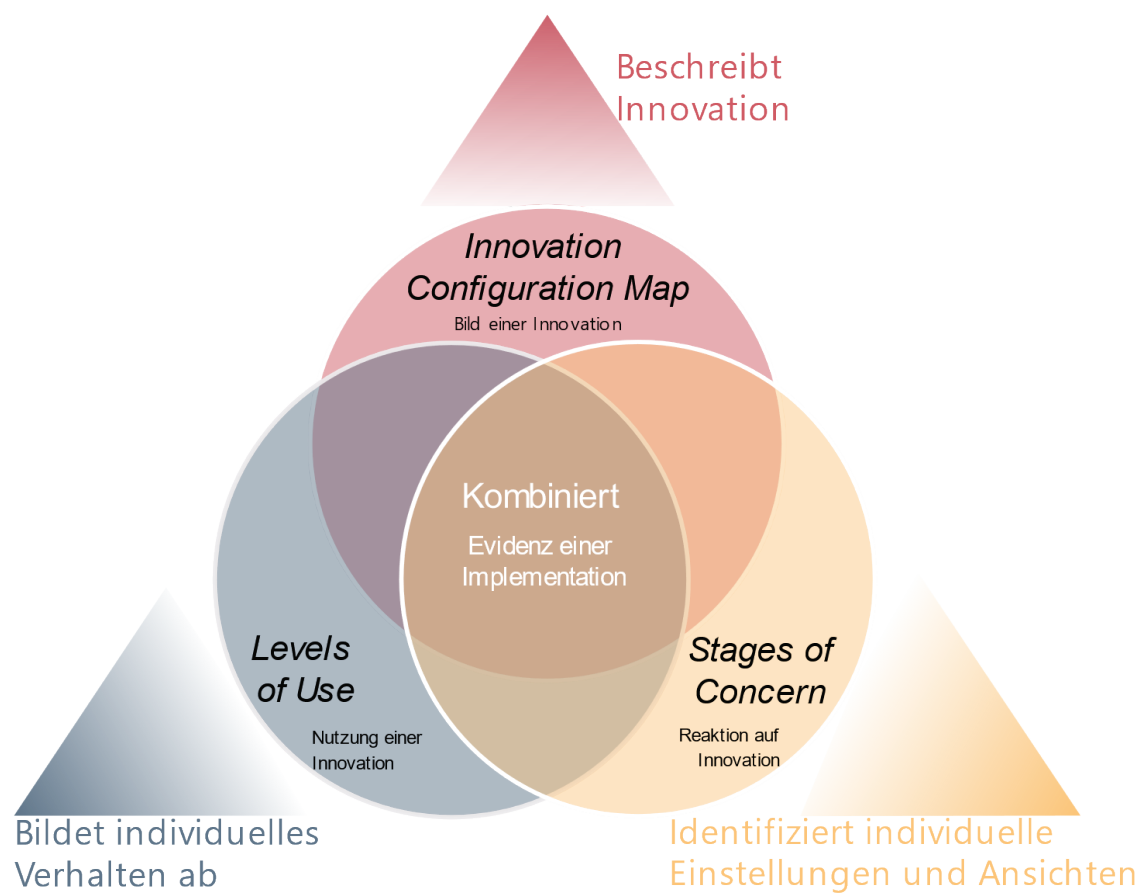 Beschreibt
Innovation
Innovation
Configuration Map
Bild einer Innovation
Kombiniert
Evidenz einer
Implementation
Levels
of Use
Nutzung einer
Innovation
Stages of
Concern
Reaktion auf
Innovation
Bildet individuelles
Verhalten ab
Identifiziert individuelle
Einstellungen und Ansichten